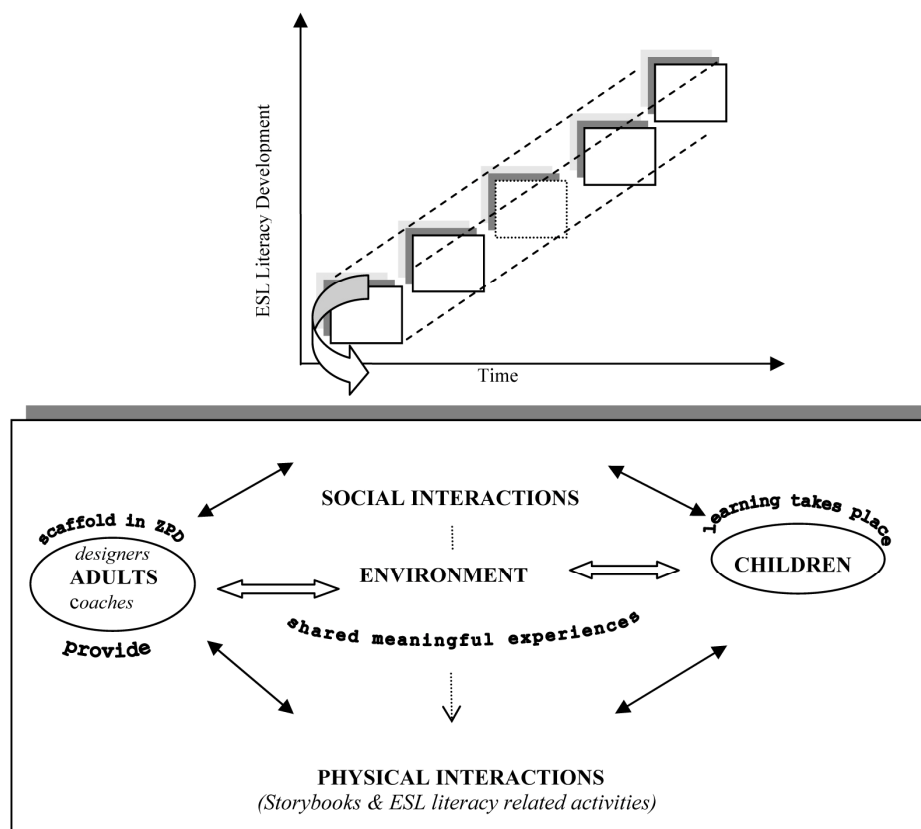 ESL Literacy Development
Time
SOCIAL INTERACTIONS
scaffold in ZPD
designers
ADULTS
coaches
provide
ENVIRONMENT
shared meaningful experiences
learning takes place
CHILDREN
PHYSICAL INTERACTIONS
(Storybooks & ESL literacy related activities)